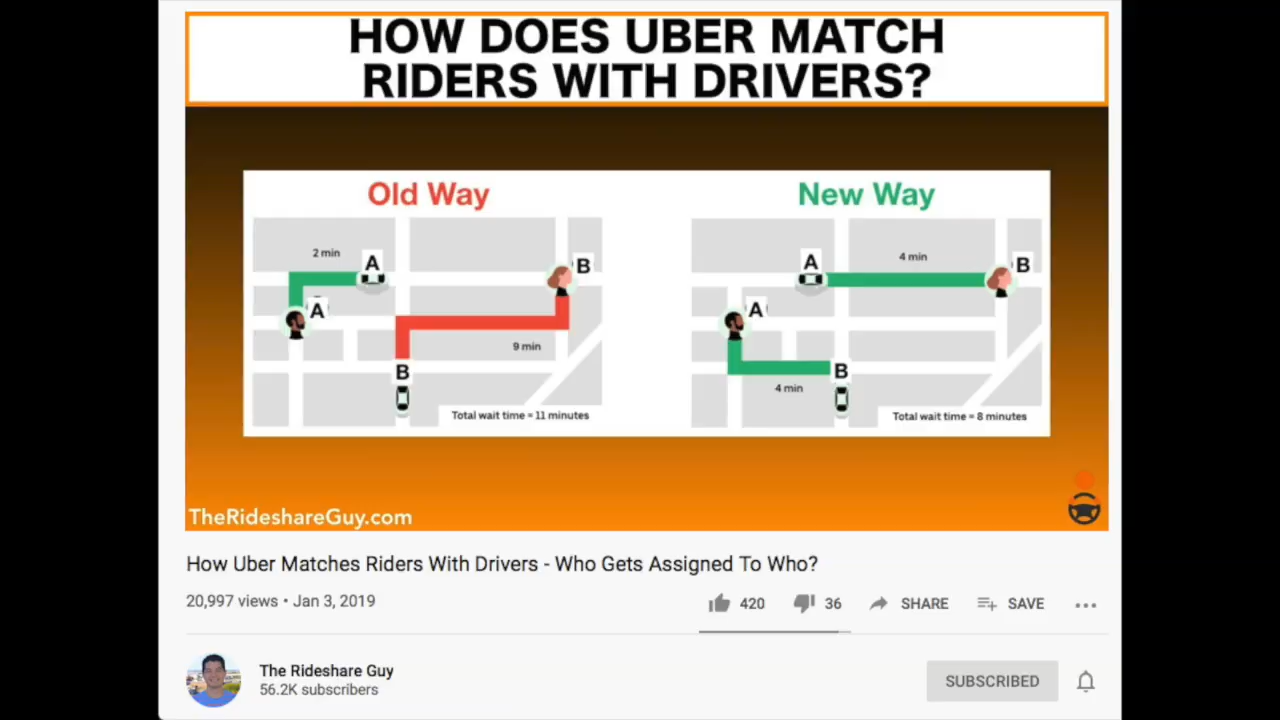 HOW DOES UBER MATCH
RIDERS WITH DRIVERS?
Old Way
2 min
A
B
A
9 min
B
Total wait time = 11 minutes
New Way
A
4 min
B
A
B
4 min
Total wait time = 8 minutes
TheRideshareGuy.com
How Uber Matches Riders With Drivers - Who Gets Assigned To Who?
20,997 views • Jan 3, 2019
420
36
SHARE
SAVE
The Rideshare Guy
56.2K subscribers
SUBSCRIBED